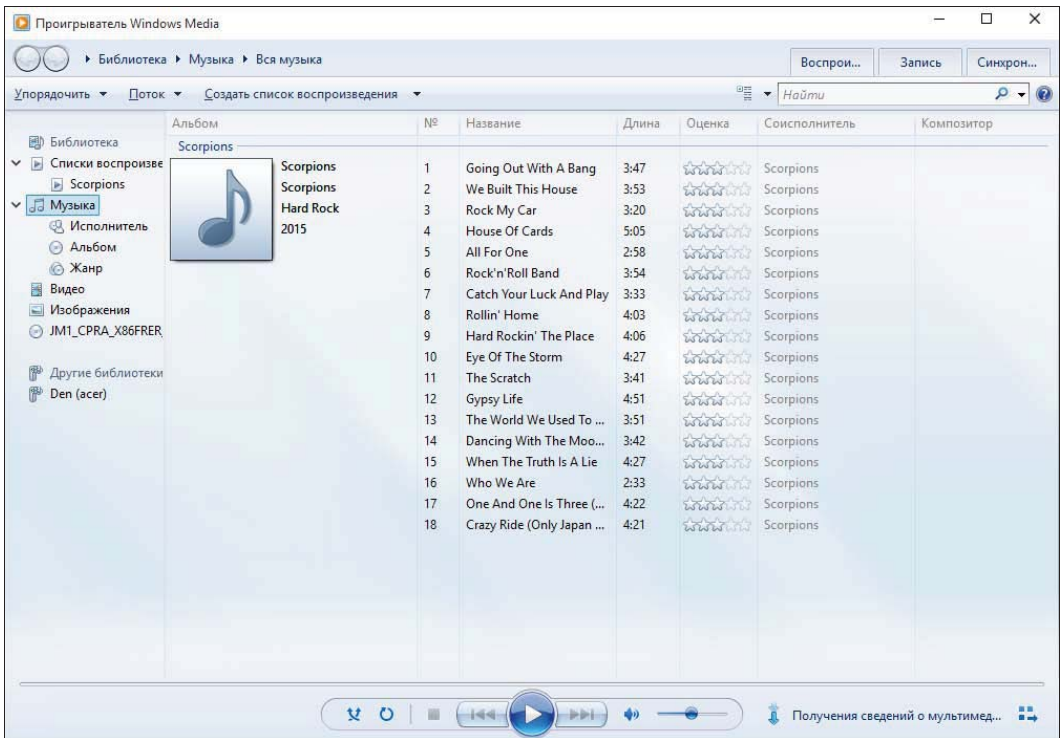 Проигрыватель Windows Media
Библиотека Музыка Вся музыка
Воспрои... Запись Синхрон...
Упорядочить Поток Создать список воспроизведения Найти
Альбом № Название Длина Оценка Соисполнитель Композитор
Библиотека
Списки воспроизве
Scorpions
Музыка
Исполнитель
Альбом
Жанр
Видео
Изображения
JM1_CPRA_X86FRER_
Другие библиотеки
Den (acer)
Scorpions
Scorpions
Scorpions
Hard Rock
2015
1 Going Out With A Bang 3:47 Scorpions
2 We Built This House 3:53 Scorpions
3 Rock My Car 3:20 Scorpions
4 House Of Cards 5:05 Scorpions
5 All For One 2:58 Scorpions
6 Rock'n'Roll Band 3:54 Scorpions
7 Catch Your Luck And Play 3:33 Scorpions
8 Rollin' Home 4:03 Scorpions
9 Hard Rockin' The Place 4:06 Scorpions
10 Eye Of The Storm 4:27 Scorpions
11 The Scratch 3:41 Scorpions
12 Gypsy Life 4:51 Scorpions
13 The World We Used To ... 3:51 Scorpions
14 Dancing With The Moo... 3:42 Scorpions
15 When The Truth Is A Lie 4:27 Scorpions
16 Who We Are 2:33 Scorpions
17 One And One Is Three (... 4:22 Scorpions
18 Crazy Ride (Only Japan ... 4:21 Scorpions
Получения сведений о мультимед...